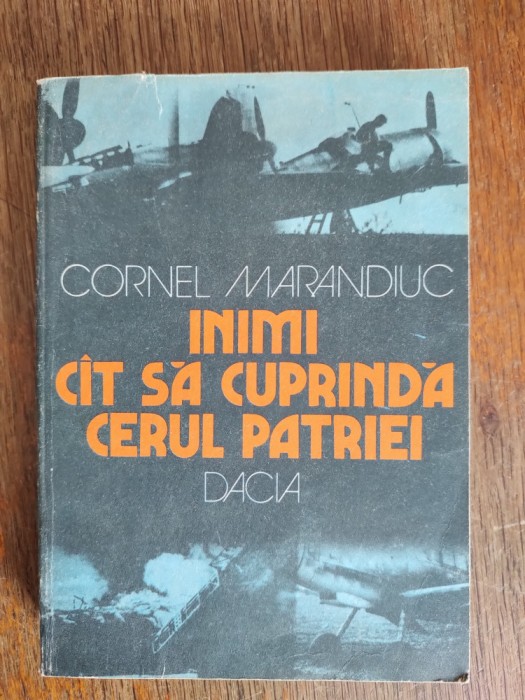 CORNEL MARANDIUC
INIMI
CÎT SĂ CUPRINDĂ
CERUL PATRIEI
DACIA